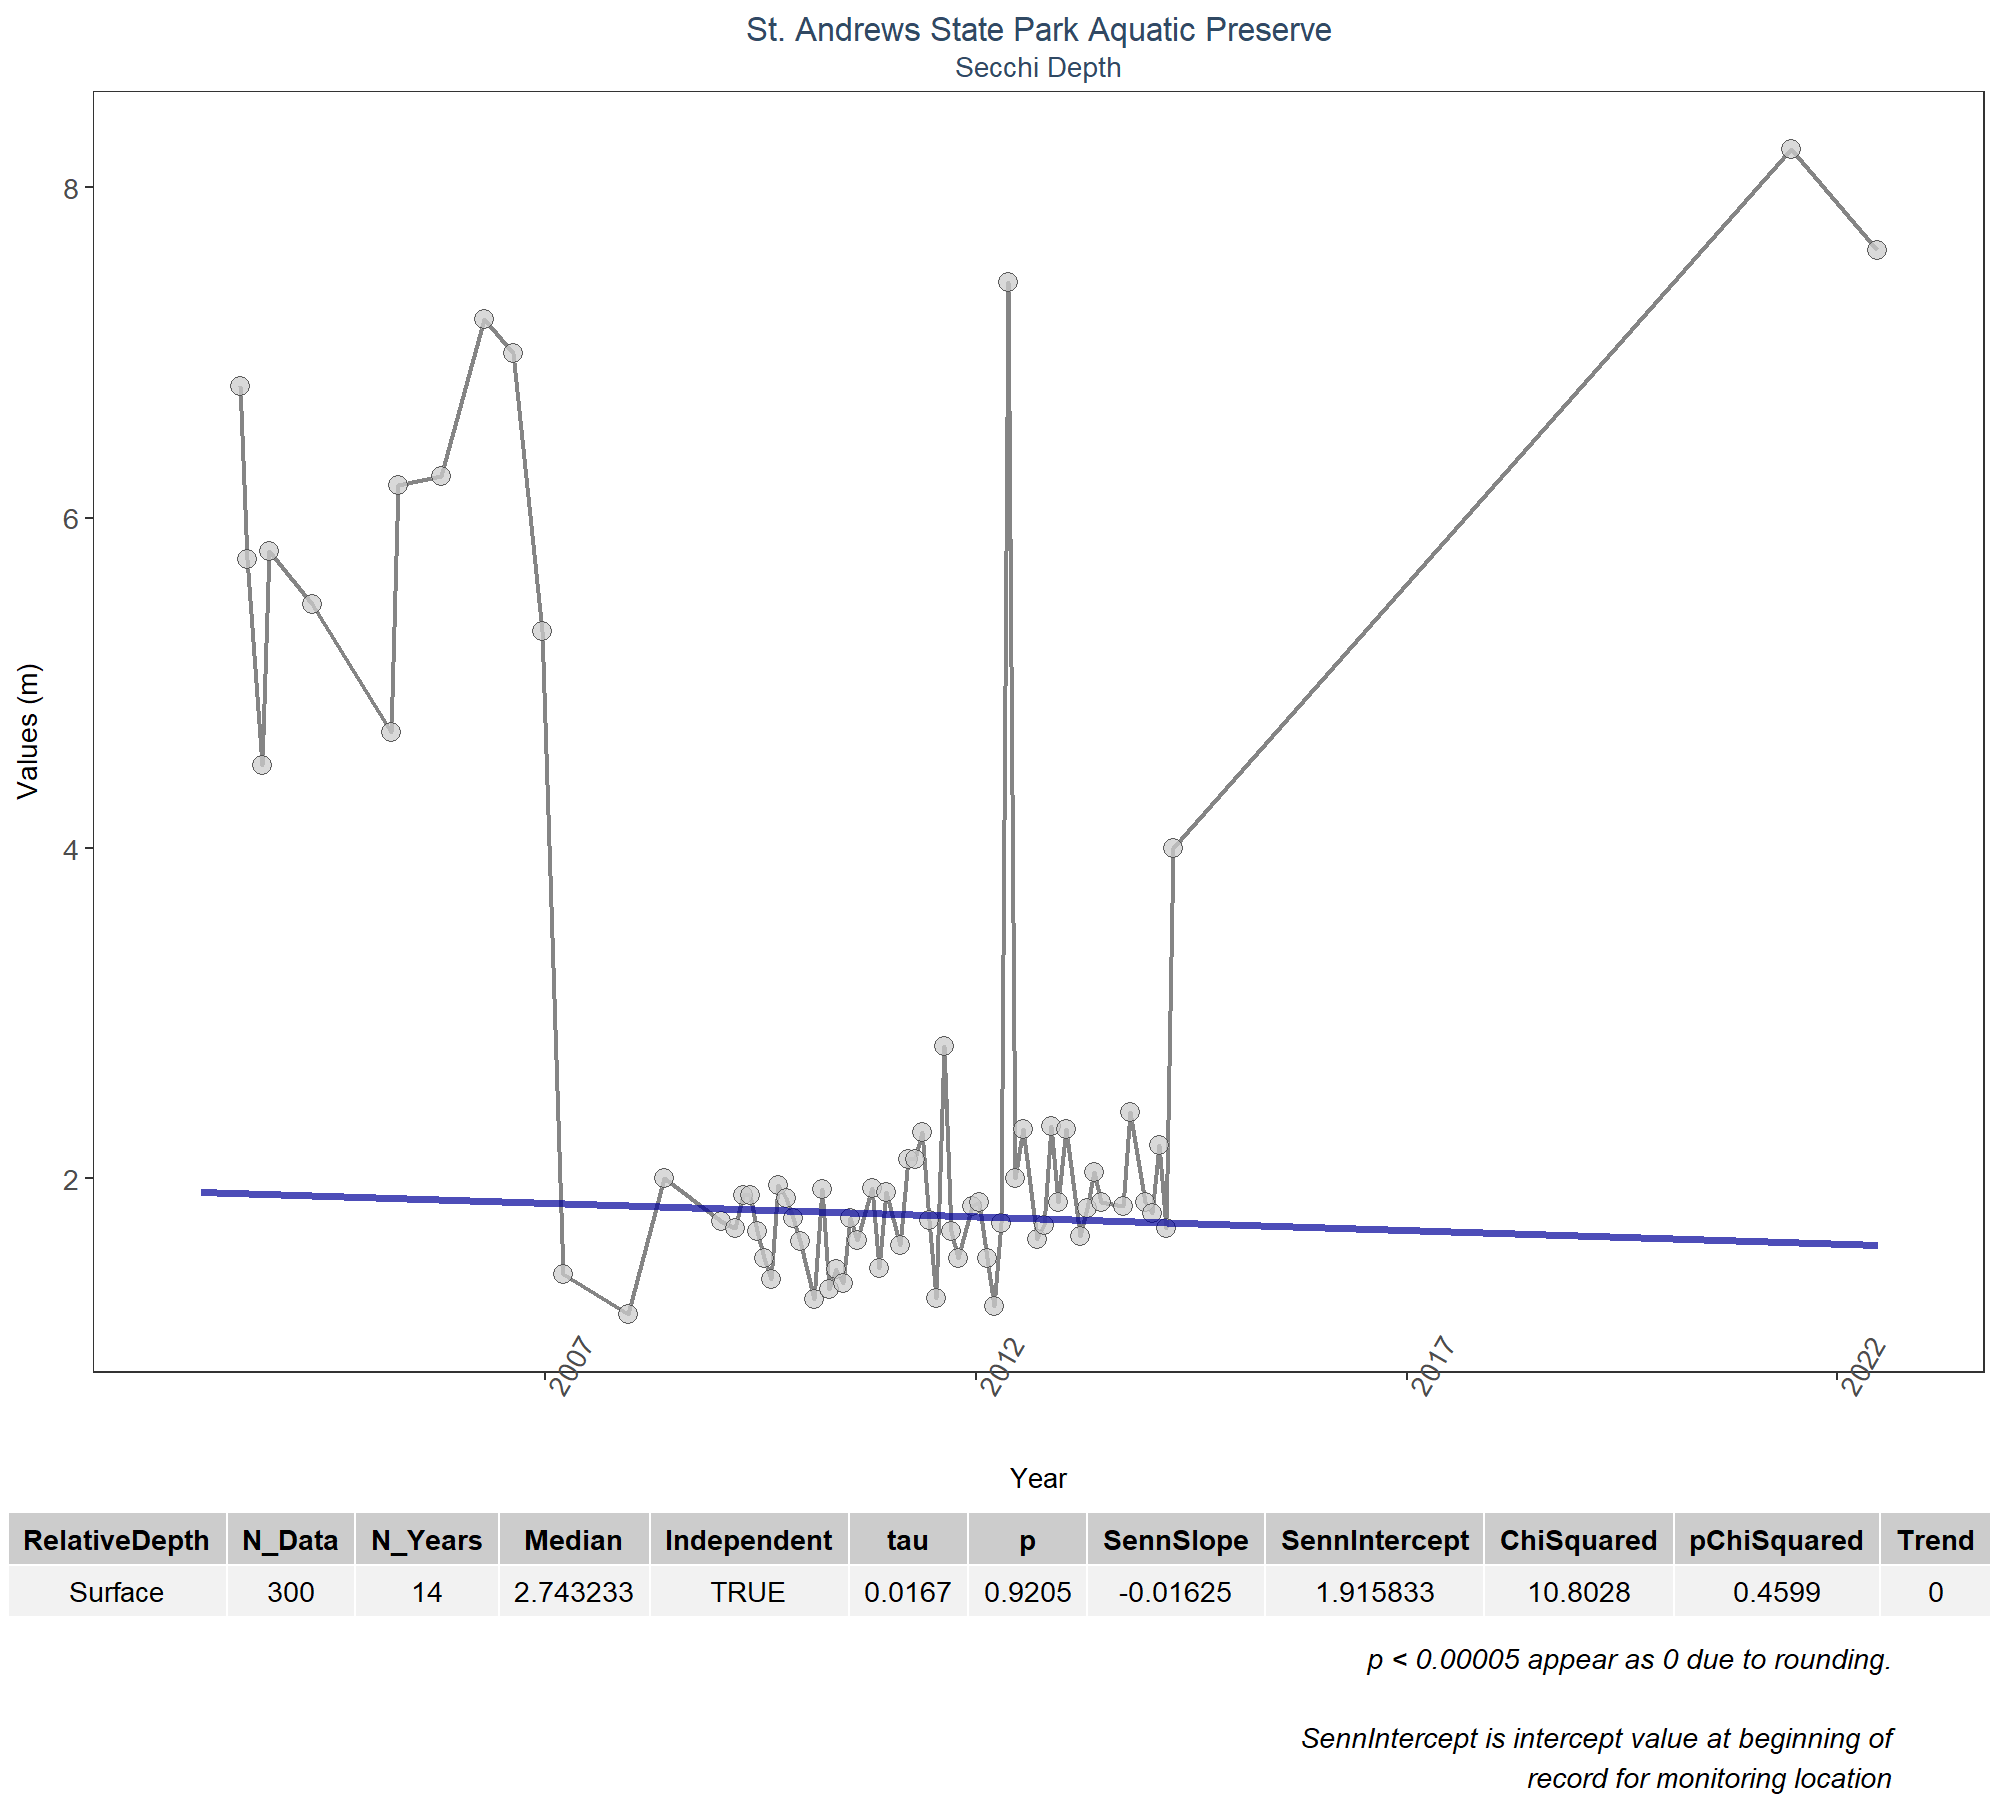 St. Andrews State Park Aquatic Preserve
Secchi Depth
8
6
4
2
Values (m)
2007
2012
2017
2022
Year
RelativeDepth N_Data N_Years Median Independent tau p SennSlope SennIntercept ChiSquared pChiSquared Trend
Surface 300 14 2.743233 TRUE 0.0167 0.9205 -0.01625 1.915833 10.8028 0.4599 0
p < 0.00005 appear as 0 due to rounding.
SennIntercept is intercept value at beginning of
record for monitoring location